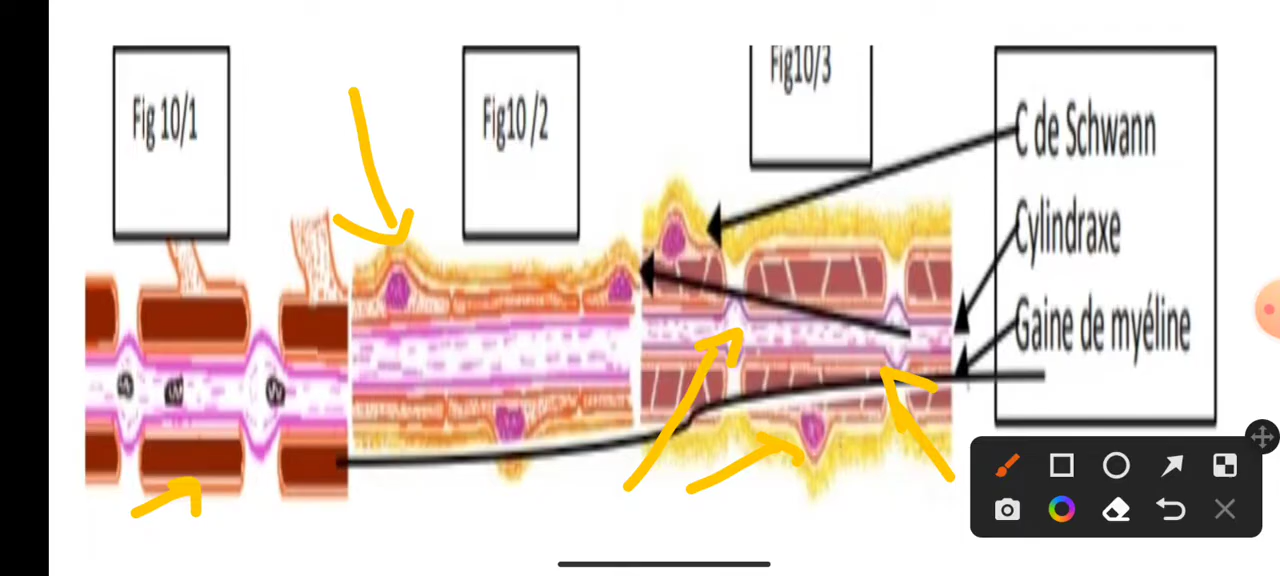 Fig 10/1
Fig10 /2
Fig10/3
C de Schwann
Cylindraxe
Gaine de myéline